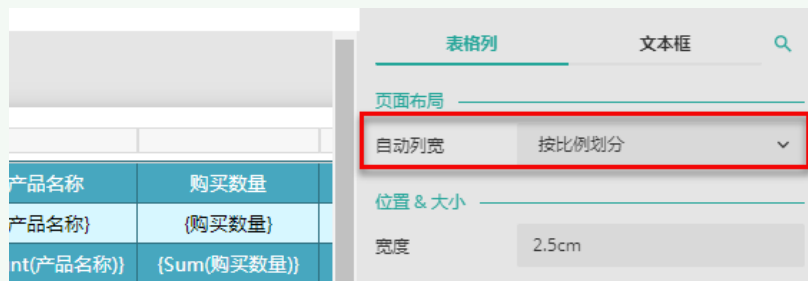 表格列 文本框
页面布局
自动列宽 按比例划分
产品名称 购买数量
位置 & 大小
产品名称} {购买数量}
宽度 2.5cm
nt(产品名称)} {Sum(购买数量)}